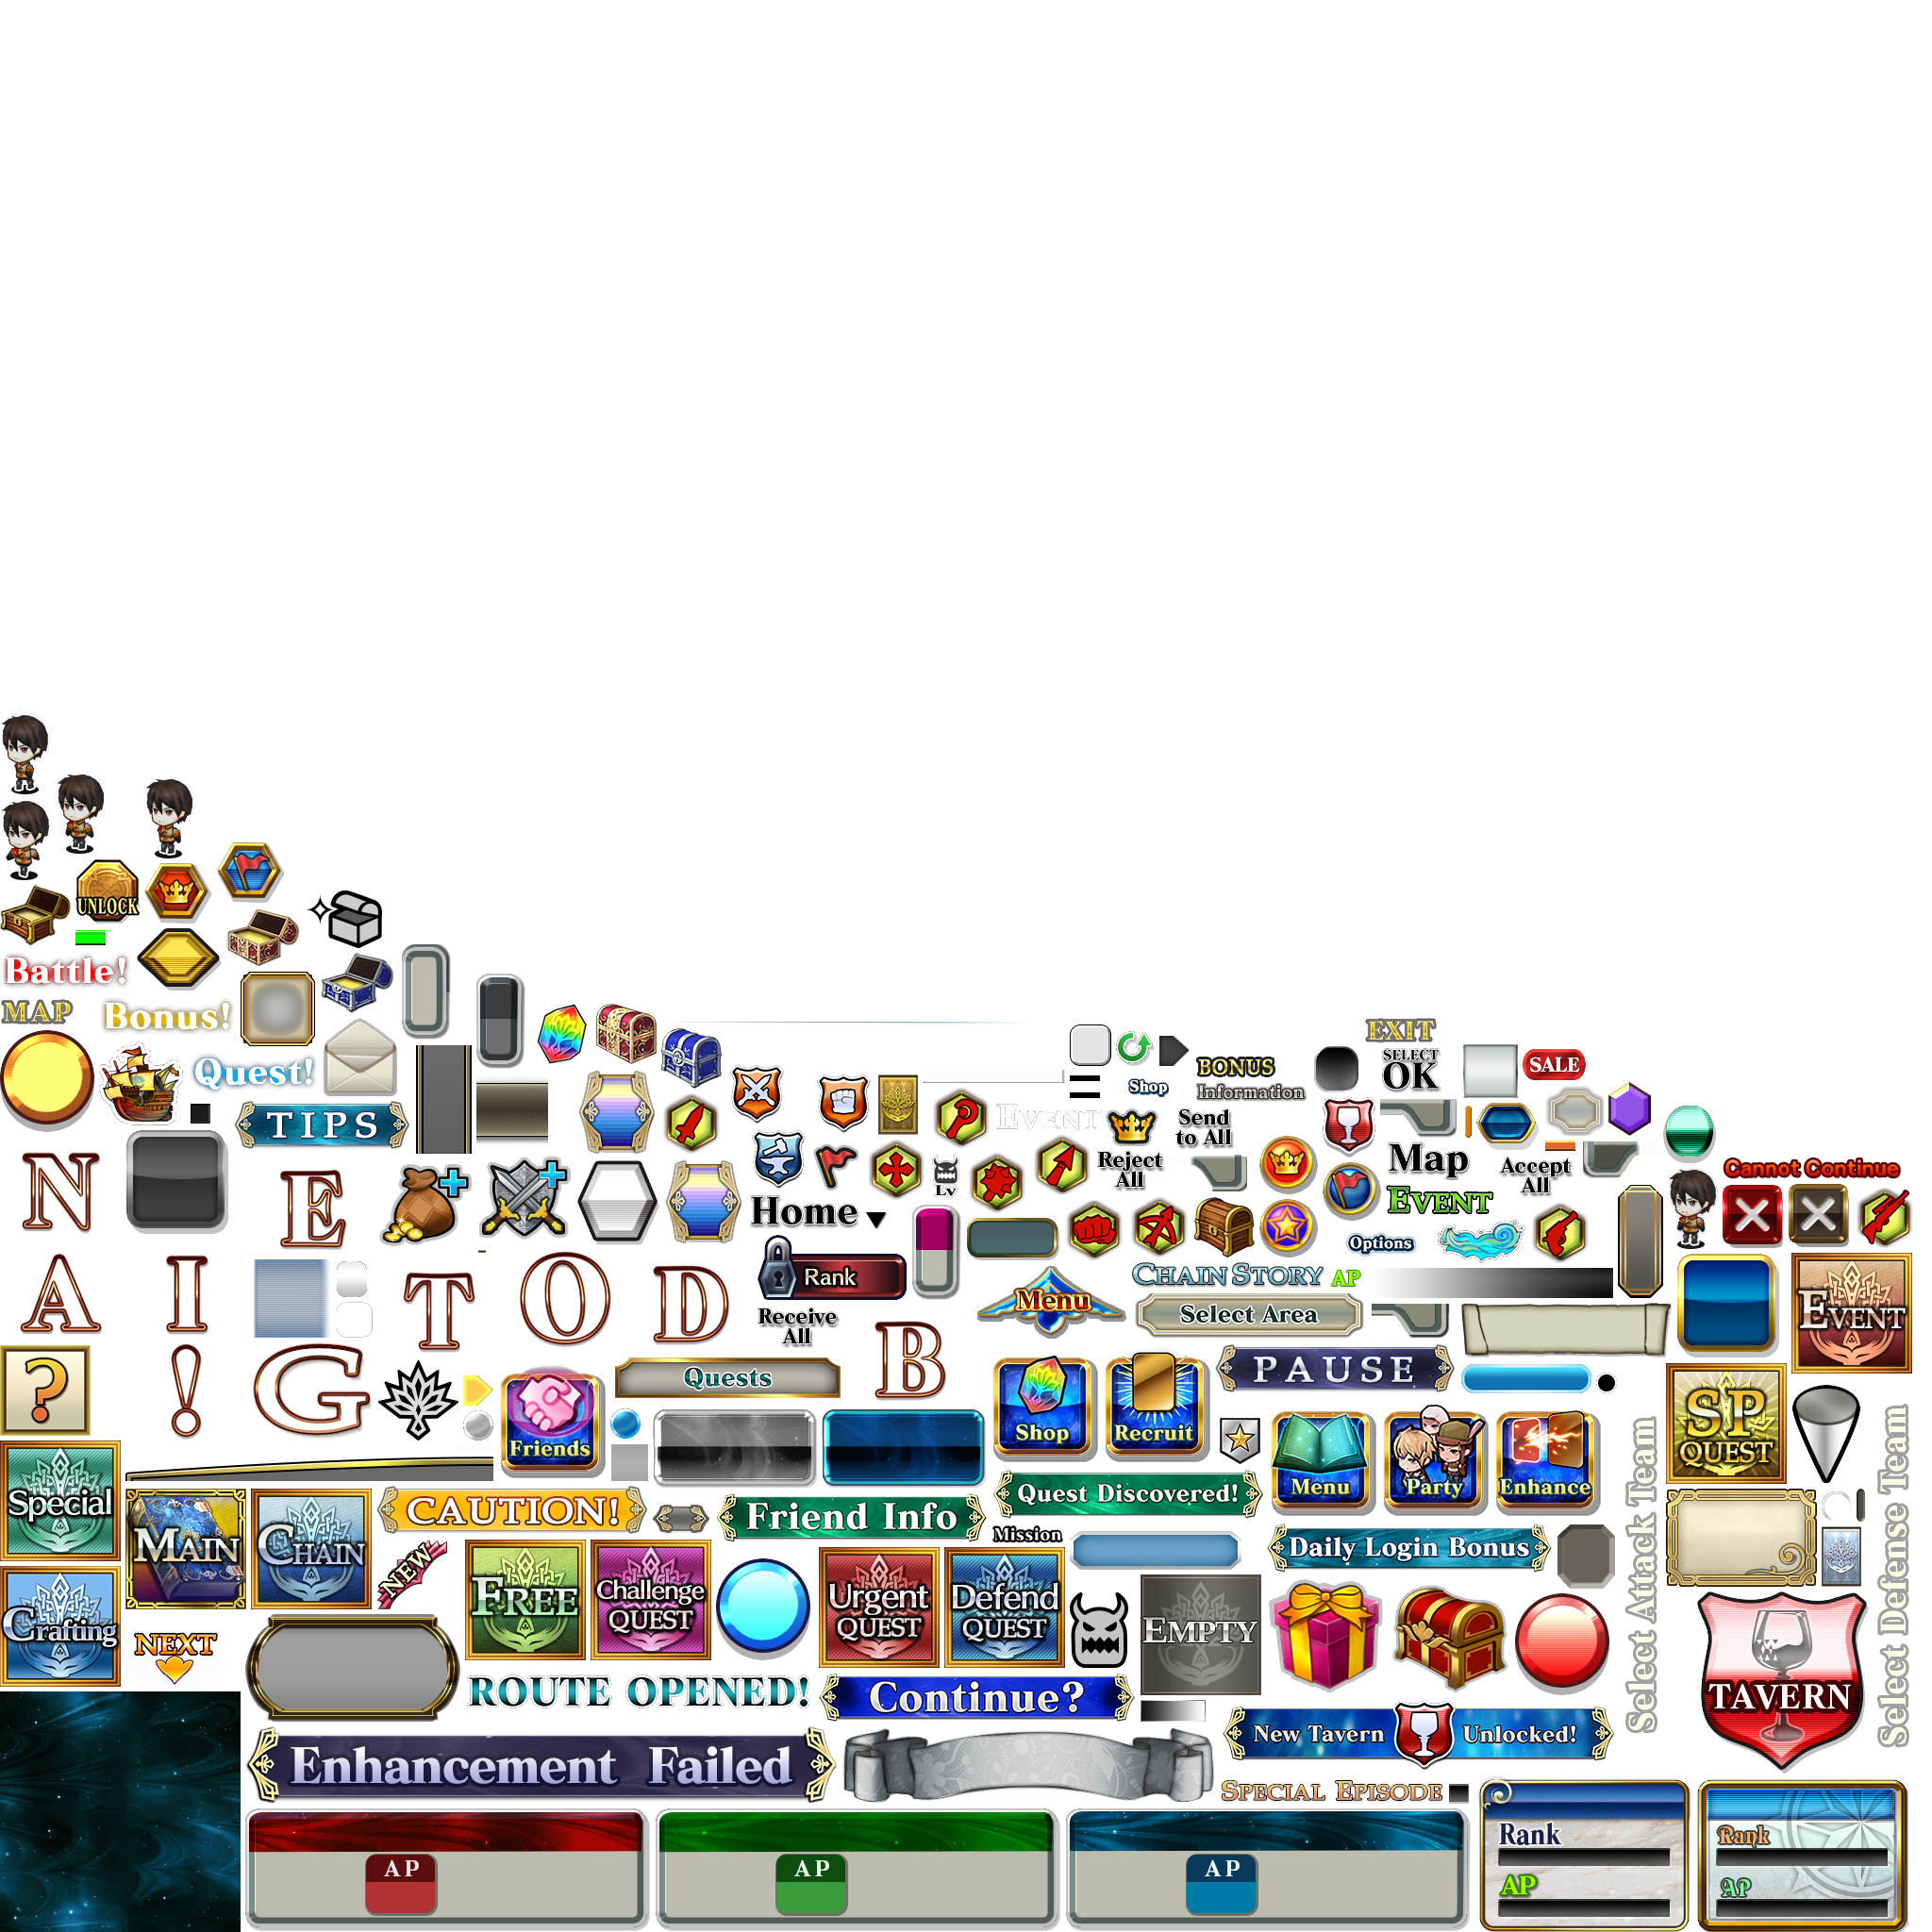 UNLOCK
Battle!
MAP
Bonus!
Quest!
TIPS
EXIT
SELECT
OK
SALE
BONUS
Information
Shop
EVENT
Send
to All
Reject
All
Lv
Map
Accept
All
EVENT
Cannot Continue
Home
Options
N
E
A
I
T
O
D
B
!
G
?
Rank
Receive
All
CHAIN STORY
AP
Menu
Select Area
PAUSE
EVENT
Quests
Friends
Shop
Recruit
Menu
Party
Enhance
SP
QUEST
Special
MAIN
CHAIN
CAUTION!
Friend Info
Quest Discovered!
Mission
Daily Login Bonus
Select Attack Team
Select Defense Team
Crafting
NEXT
NEW
FREE
Challenge
QUEST
Urgent
QUEST
Defend
QUEST
EMPTY
TAVERN
ROUTE OPENED!
Continue?
New Tavern
Unlocked!
Enhancement Failed
SPECIAL EPISODE
AP
AP
AP
Rank
AP
Rank
AP